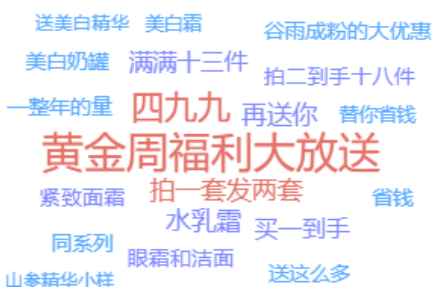 送美白精华 美白霜
谷雨成粉的大优惠
美白奶罐 满满十三件
拍二到手十八件
一整年的量 四九九 再送你 替你省钱
黄金周福利大放送
紧致面霜 拍一套发两套 省钱
水乳霜 买一到手
同系列
眼霜和洁面
山参精华小样 送这么多